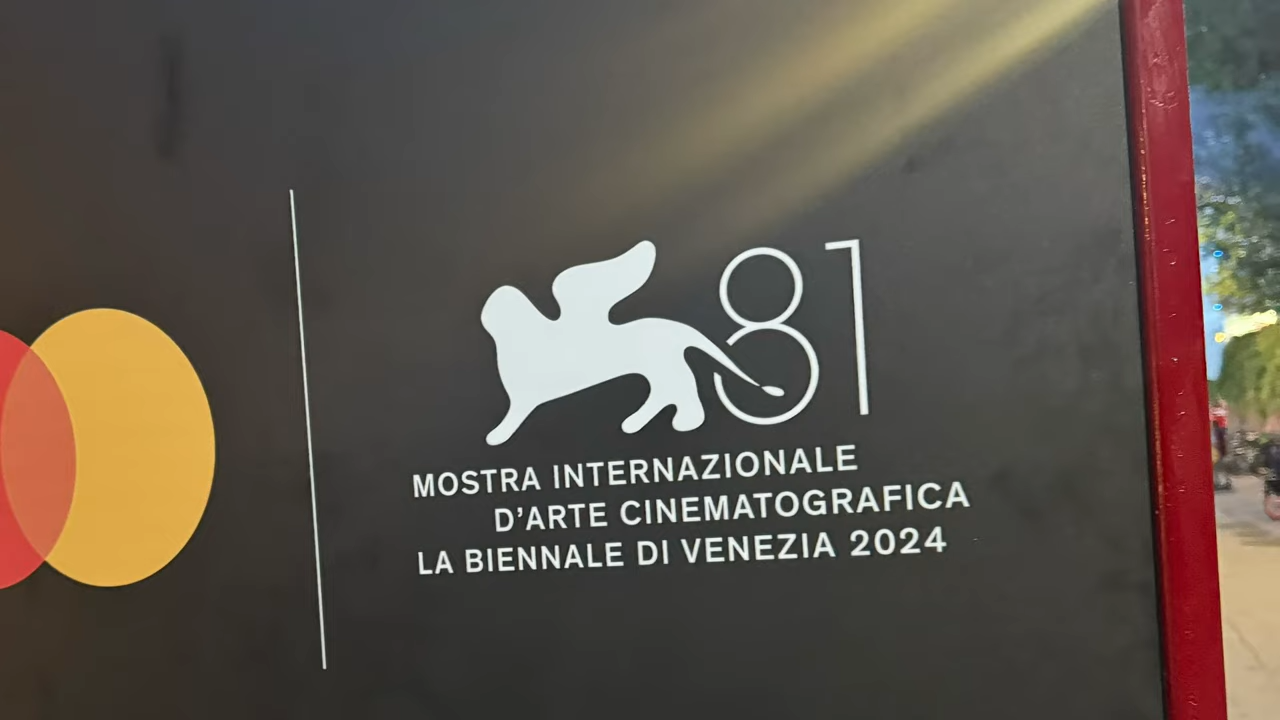 81
MOSTRA INTERNAZIONALE
D’ARTE CINEMATOGRAFICA
LA BIENNALE DI VENEZIA 2024